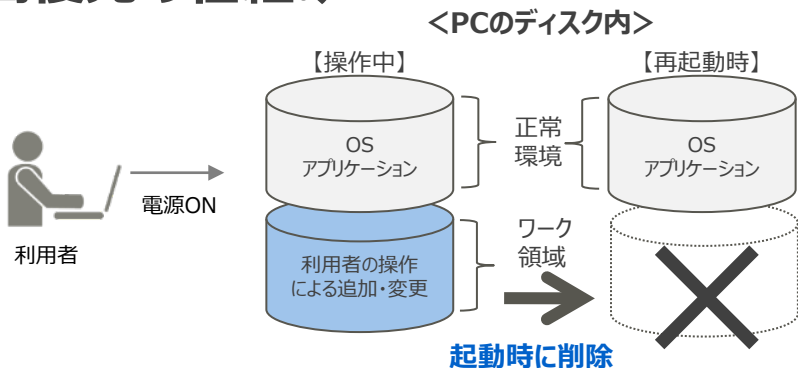 <PCのディスク内>
【操作中】
【再起動時】
OS
アプリケーション
正常
環境
OS
アプリケーション
電源ON
利用者
利用者の操作
による追加・変更
ワーク
領域
起動時に削除